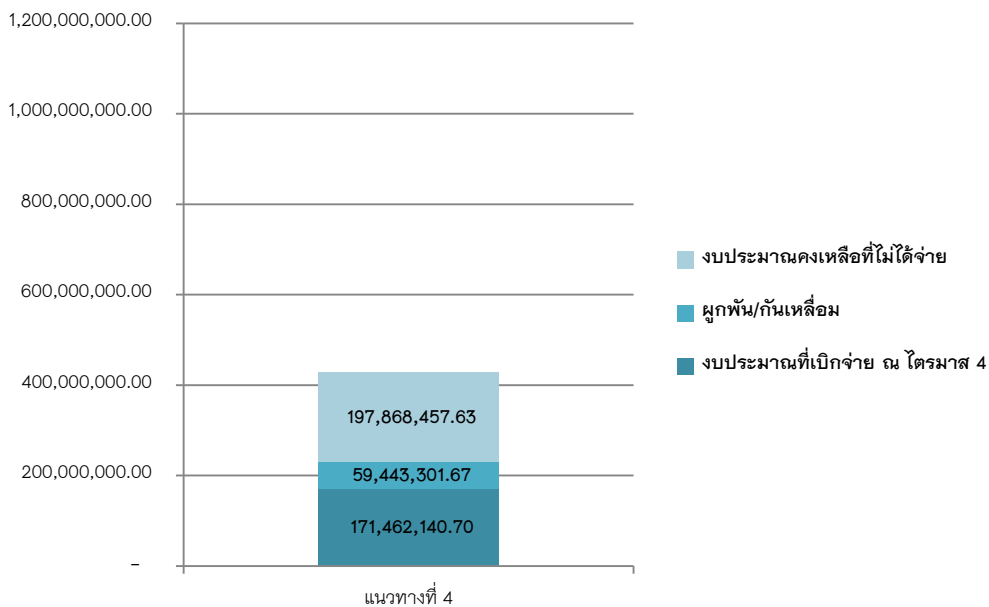 1,200,000,000.00
1,000,000,000.00
800,000,000.00
600,000,000.00
400,000,000.00
200,000,000.00
-
197,868,457.63
59,443,301.67
171,462,140.70
แนวทางที่ 4
งบประมาณคงเหลือที่ไม่ได้จ่าย
ผูกพัน/กันเหลื่อม
งบประมาณที่เบิกจ่าย ณ ไตรมาส 4